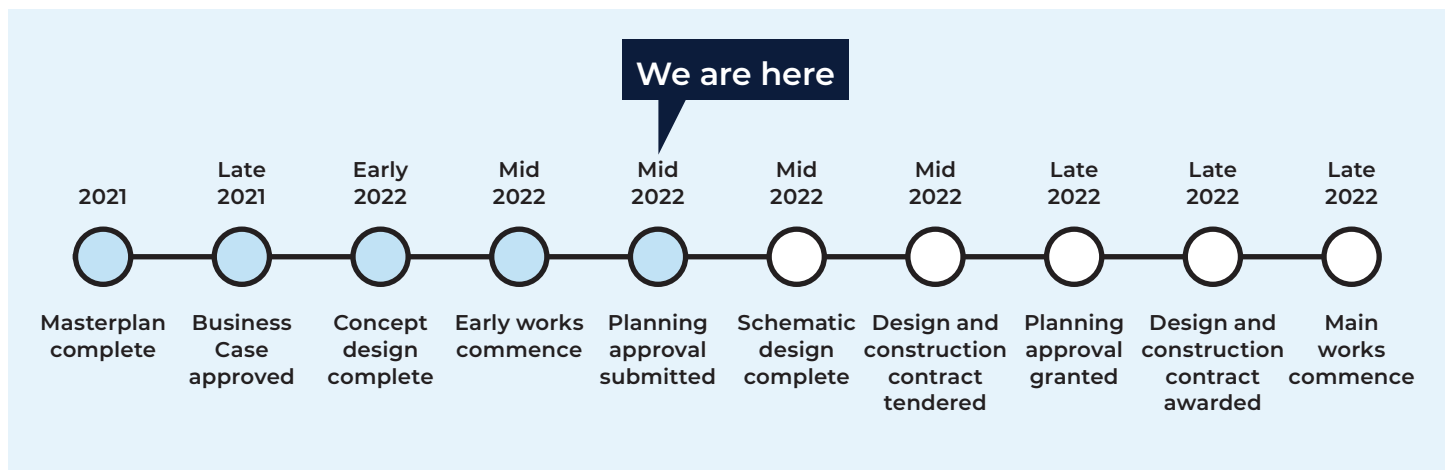 We are here
2021
Late
2021
Early
2022
Mid
2022
Mid
2022
Mid
2022
Mid
2022
Late
2022
Late
2022
Late
2022
Masterplan
complete
Business
Case
approved
Concept
design
complete
Early works
commence
Planning
approval
submitted
Schematic
design
complete
Design and
construction
contract
tendered
Planning
approval
granted
Design and
construction
contract
awarded
Main
works
commence